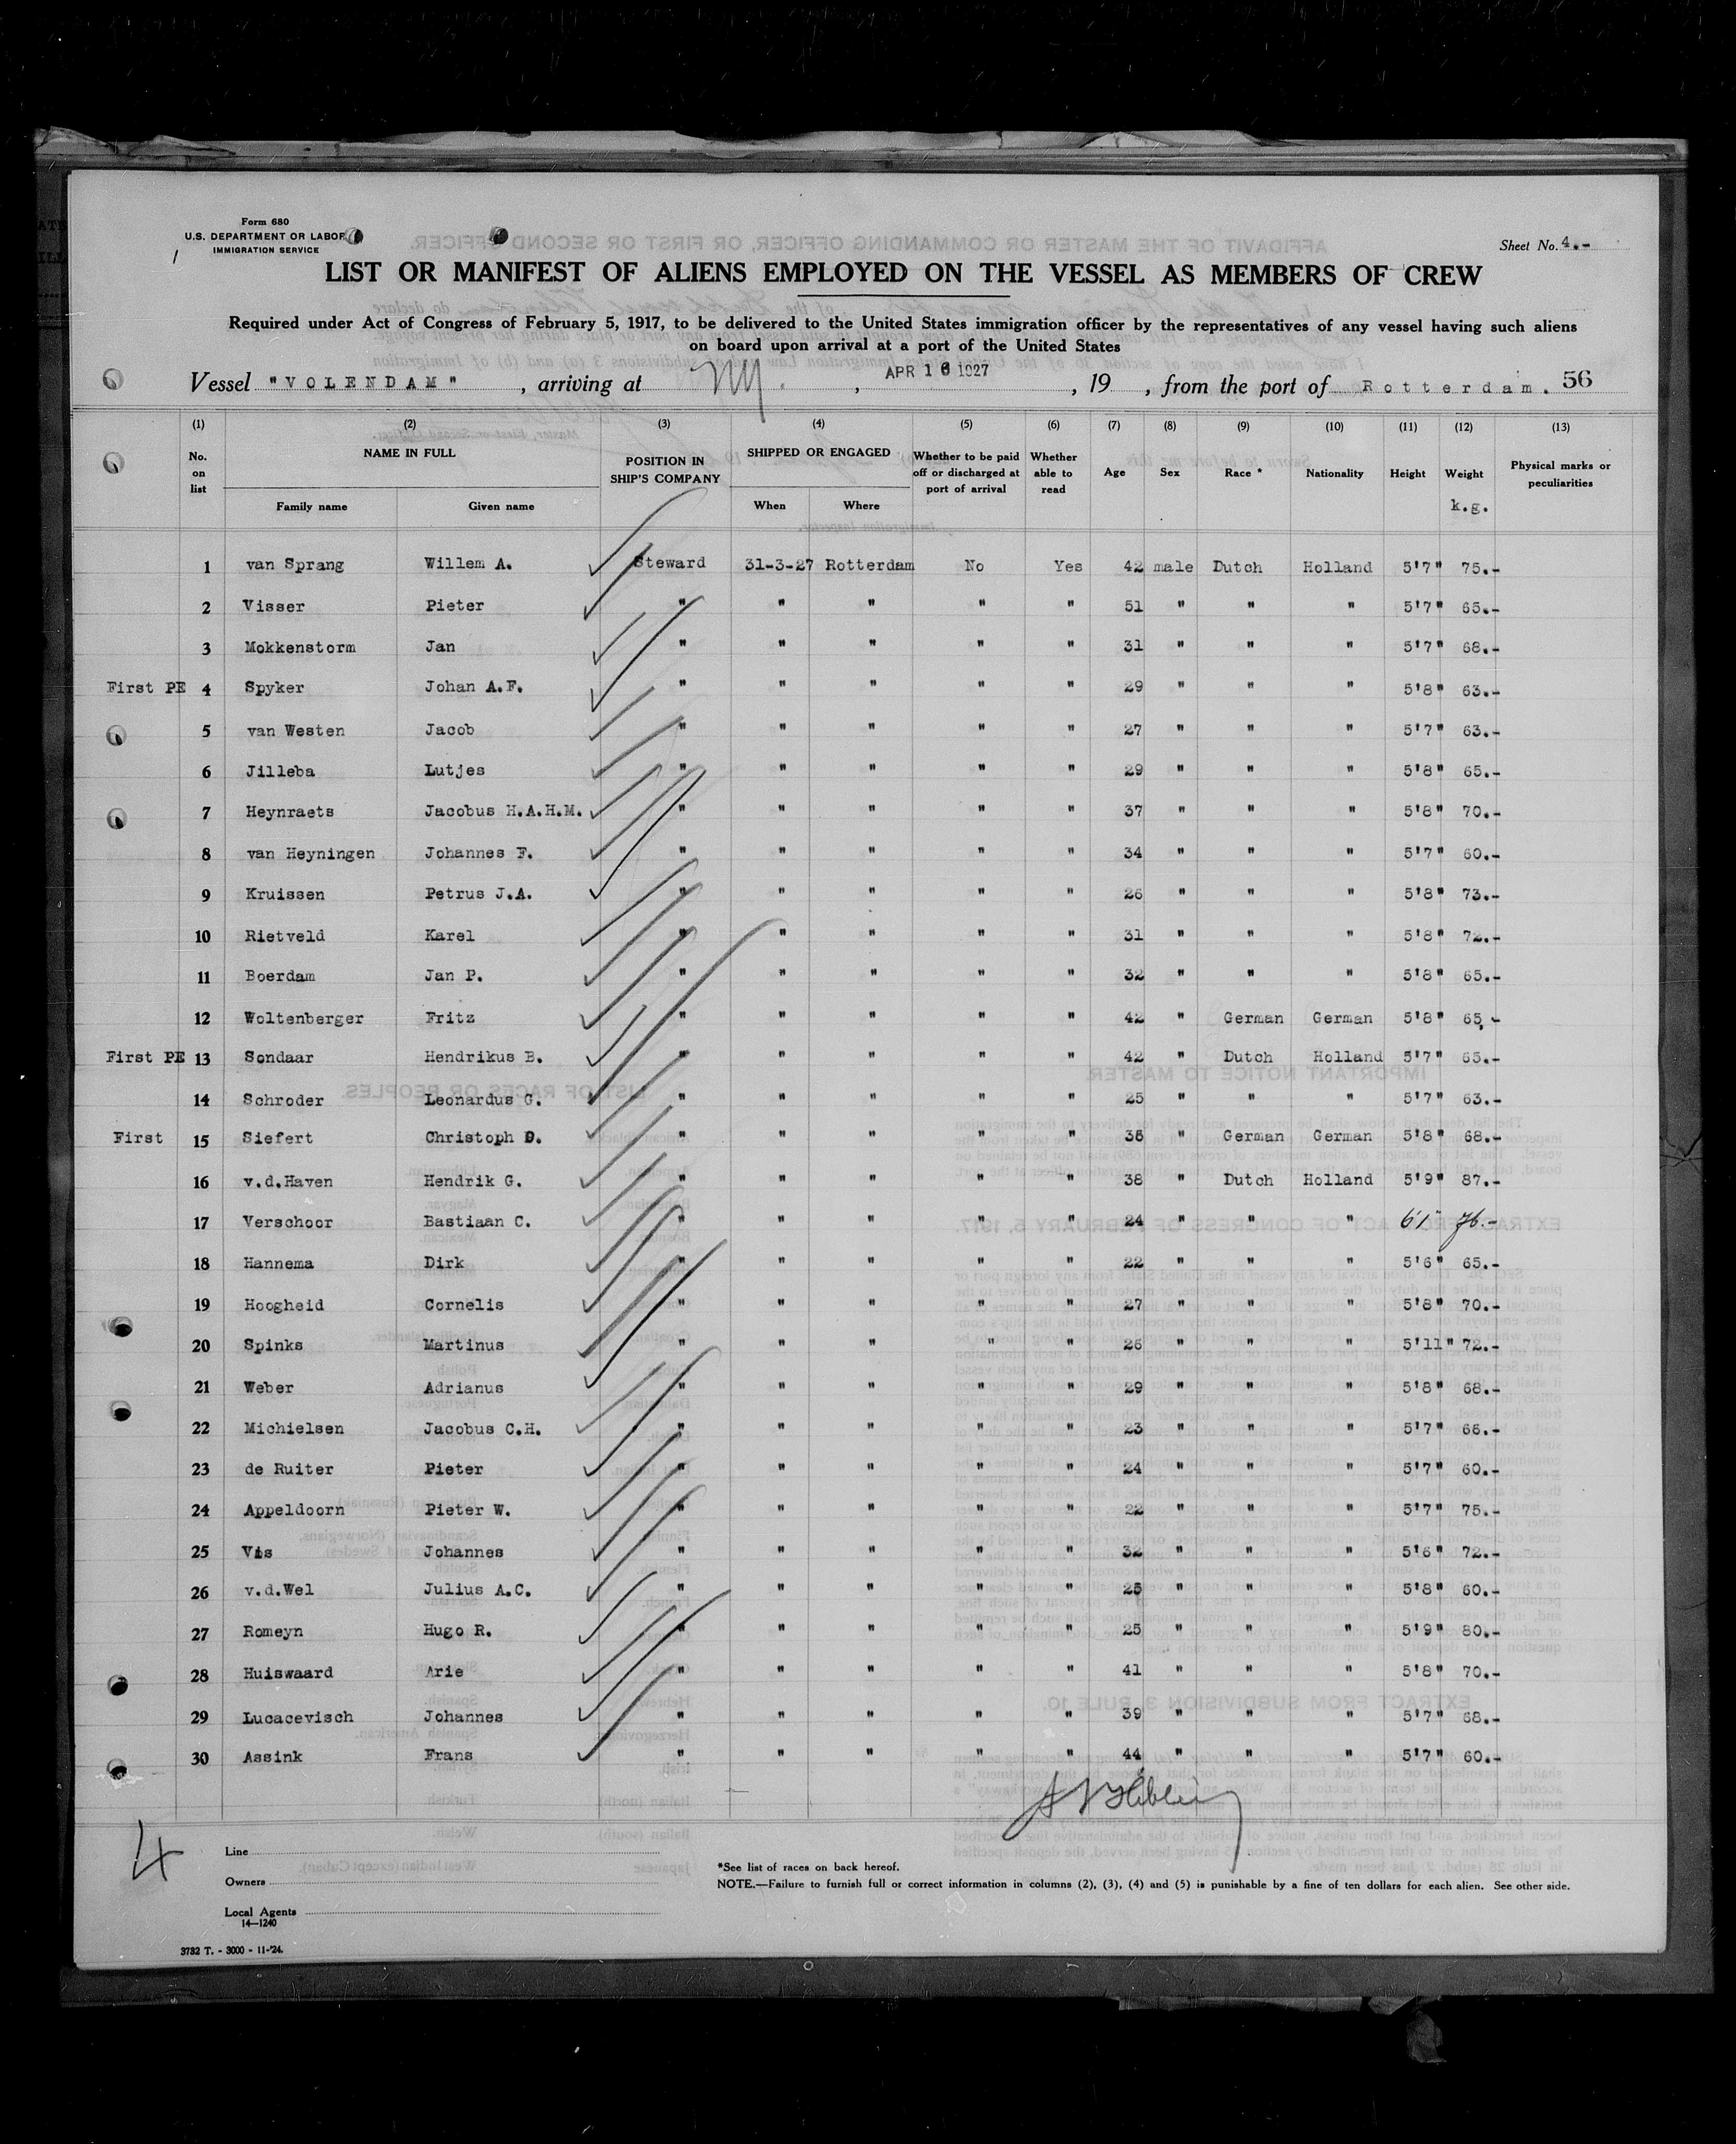 Form 680
U.S. DEPARTMENT OR LABOR
IMMIGRATION SERVICE
Sheet No. 4.-
LIST OR MANIFEST OF ALIENS EMPLOYED ON THE VESSEL AS MEMBERS OF CREW
Required under Act of Congress of February 5, 1917, to be delivered to the United States immigration officer by the representatives of any vessel having such aliens
on board upon arrival at a port of the United States
Vessel "VOLENDAM", arriving at NY., APR 16 1927, 19 , from the port of Rotterdam. 56
(1) (2) (3) (4) (5) (6) (7) (8) (9) (10) (11) (12) (13)
No. on list NAME IN FULL Family name Given name POSITION IN SHIP'S COMPANY SHIPPED OR ENGAGED When Where Whether to be paid off or discharged at port of arrival Whether able to read Age Sex Race * Nationality Height Weight k.g. Physical marks or peculiarities
1 van Sprang Willem A. Steward 31-3-27 Rotterdam No Yes 42 male Dutch Holland 5'7" 75.-
2 Visser Pieter " " " " " 51 " " " 5'7" 65.-
3 Mokkenstorm Jan " " " " " 31 " " " 5'7" 68.-
First PE 4 Spyker Johan A.F. " " " " " 29 " " " 5'8" 63.-
5 van Westen Jacob " " " " " 27 " " " 5'7" 63.-
6 Jilleba Lutjes " " " " 29 " " " 5'8" 65.-
7 Heynraets Jacobus H.A.H.M. " " " " " 37 " " " 5'8" 70.-
8 van Heyningen Johannes F. " " " " " 34 " " " 5'7" 60.-
9 Kruissen Petrus J.A. " " " " " 26 " " " 5'8" 73.-
10 Rietveld Karel " " " " " 31 " " " 5'8" 72.-
11 Boerdam Jan P. " " " " " 32 " " " 5'8" 65.-
12 Woltenberger Fritz " " " " " 42 " German German 5'8" 65,-
First PE 13 Sondaar Hendrikus B. " " " " " 42 " Dutch Holland 5'7" 65.-
14 Schroder Leonardus G. " " " " " 25 " " " 5'7" 63.-
First 15 Siefert Christoph D. " " " " " 36 " German German 5'8" 68.-
16 v.d.Haven Hendrik G. " " " " " 38 " Dutch Holland 5'9" 87.-
17 Verschoor Bastiaan C. " " " " " 24 " " " 6'1" 76.-
18 Hannema Dirk " " " " " 22 " " " 5'6" 65.-
19 Hoogheid Cornelis " " " " " 27 " " " 5'8" 70.-
20 Spinks Martinus " " " " 26 " " " 5'11" 72.-
21 Weber Adrianus " " " " " 29 " " " 5'8" 68.-
22 Michielsen Jacobus C.H. " " " " " 23 " " " 5'7" 66.-
23 de Ruiter Pieter " " " " " 24 " " " 5'7" 60.-
24 Appeldoorn Pieter W. " " " " " 22 " " " 5'7" 75.-
25 Vis Johannes " " " " " 32 " " " 5'6" 72.-
26 v.d.Wel Julius A.C. " " " " " 25 " " " 5'8" 60.-
27 Romeyn Hugo R. " " " " " 25 " " " 5'9" 80.-
28 Huiswaard Arie " " " " " 41 " " " 5'8" 70.-
29 Lucacevisch Johannes " " " " " 39 " " " 5'7" 68.-
30 Assink Frans " " " " " 44 " " " 5'7" 60.-
4
Line
Owners
Local Agents
14—1240
*See list of races on back hereof.
NOTE.—Failure to furnish full or correct information in columns (2), (3), (4) and (5) is punishable by a fine of ten dollars for each alien. See other side.
3732 T. - 3000 - 11-'24.